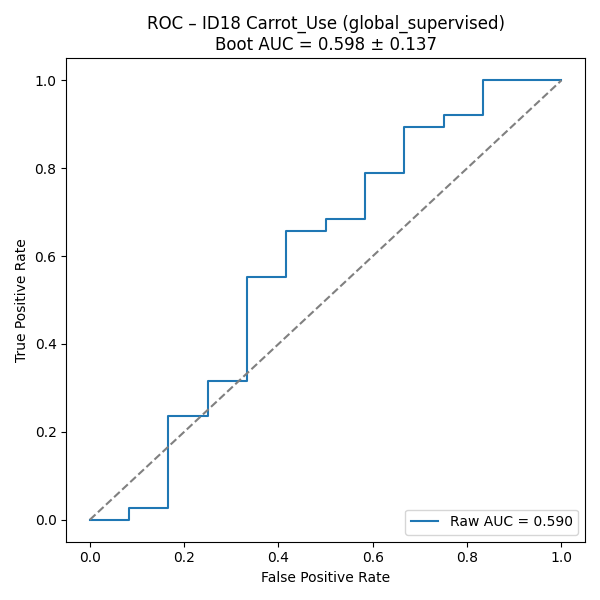 ROC – ID18 Carrot_Use (global_supervised)
Boot AUC = 0.598 ± 0.137
True Positive Rate
1.0
0.8
0.6
0.4
0.2
0.0
Raw AUC = 0.590
0.0 0.2 0.4 0.6 0.8 1.0
False Positive Rate